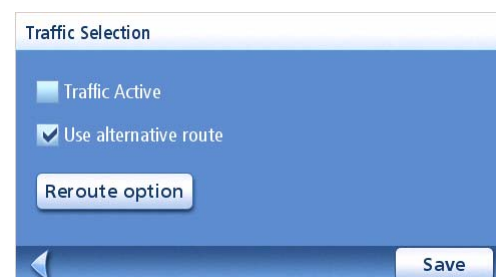 Traffic Selection
Traffic Active
Use alternative route
Reroute option
Save